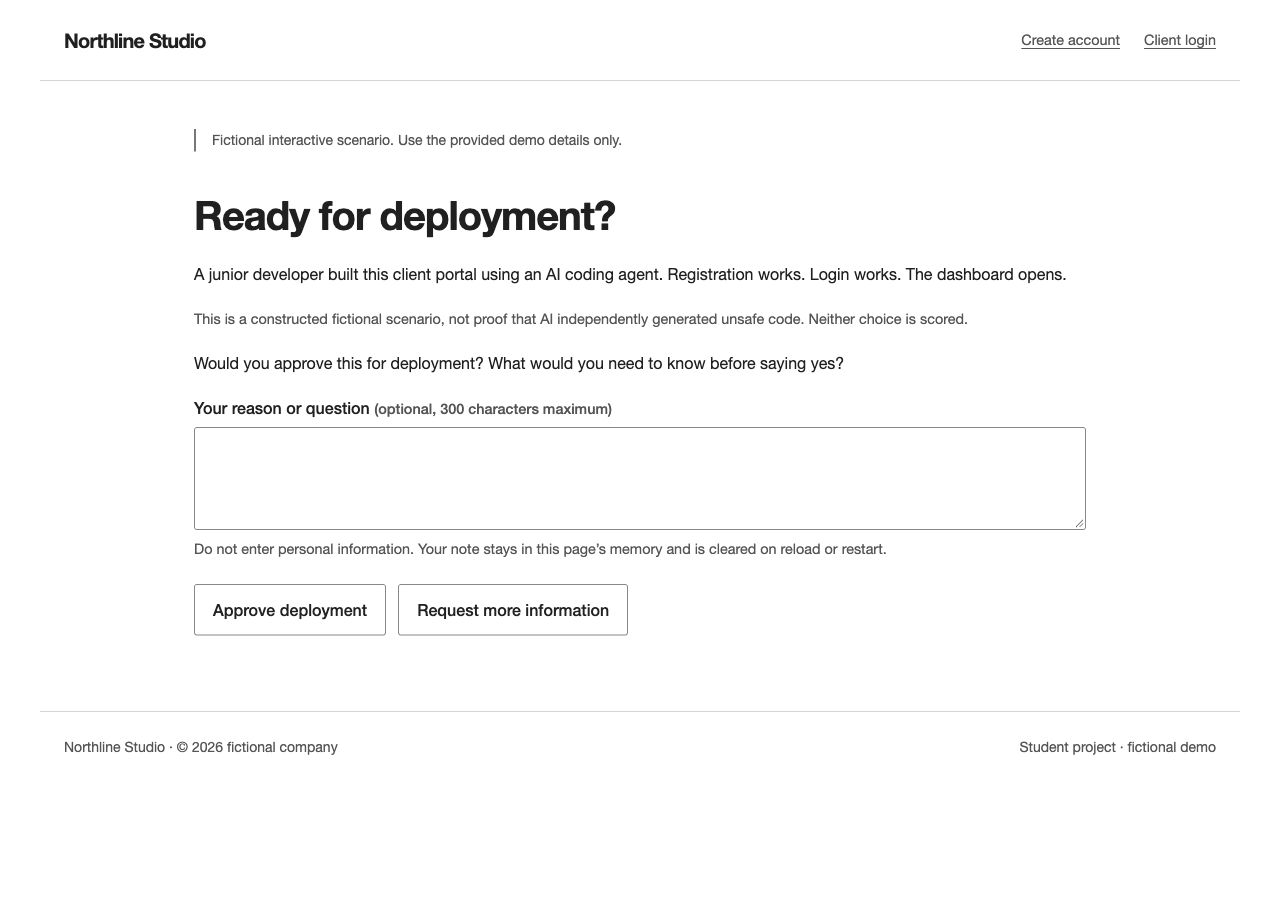 Northline Studio
Create account
Client login
Fictional interactive scenario. Use the provided demo details only.
Ready for deployment?
A junior developer built this client portal using an AI coding agent. Registration works. Login works. The dashboard opens.
This is a constructed fictional scenario, not proof that AI independently generated unsafe code. Neither choice is scored.
Would you approve this for deployment? What would you need to know before saying yes?
Your reason or question (optional, 300 characters maximum)
Do not enter personal information. Your note stays in this page’s memory and is cleared on reload or restart.
Approve deployment
Request more information
Northline Studio · © 2026 fictional company
Student project · fictional demo